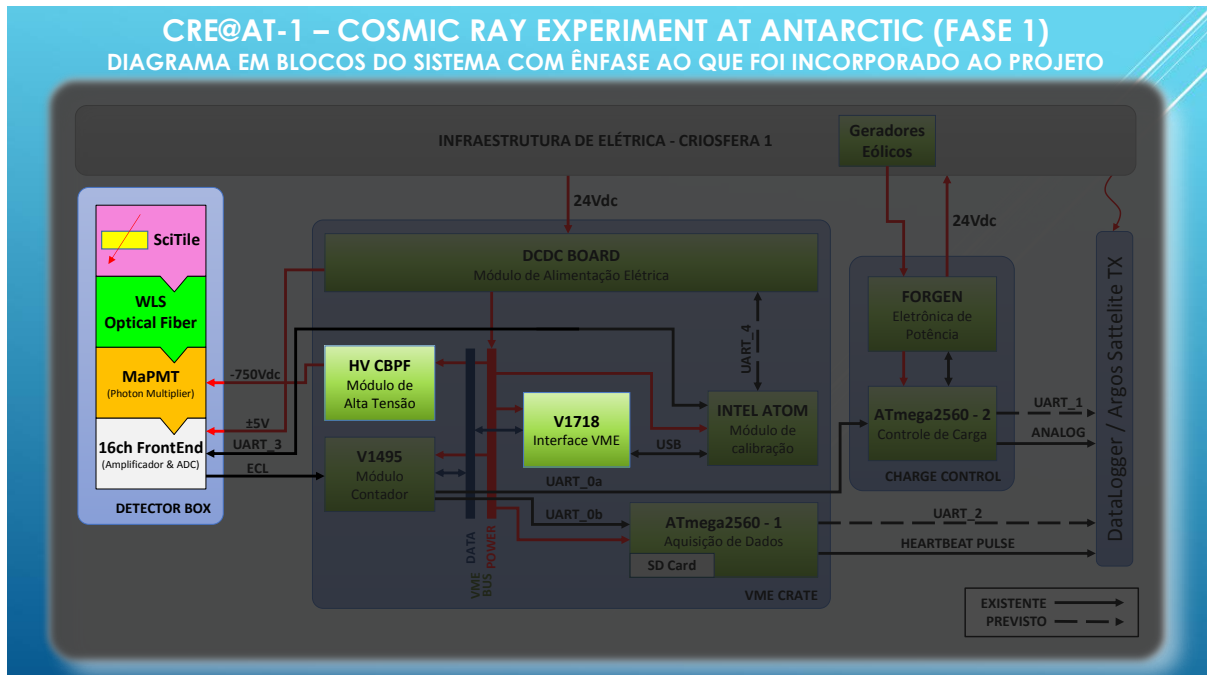 CRE@AT-1 – COSMIC RAY EXPERIMENT AT ANTARCTIC (FASE 1)
DIAGRAMA EM BLOCOS DO SISTEMA COM ÊNFASE AO QUE FOI INCORPORADO AO PROJETO
INFRAESTRUTURA DE ELÉTRICA - CRIOSFERA 1
Geradores
Eólicos
24Vdc
24Vdc
SciTile
WLS
Optical Fiber
MaPMT
(Photon Multiplier)
16ch FrontEnd
(Amplificador & ADC)
DETECTOR BOX
-750Vdc
±5V
UART_3
ECL
DCDC BOARD
Módulo de Alimentação Elétrica
UART_4
HV CBPF
Módulo de
Alta Tensão
V1718
Interface VME
USB
INTEL ATOM
Módulo de
calibração
V1495
Módulo
Contador
UART_0a
UART_0b
VME
BUS
DATA
POWER
ATmega2560 - 1
Aquisição de Dados
SD Card
VME CRATE
FORGEN
Eletrônica de
Potência
ATmega2560 - 2
Controle de Carga
CHARGE CONTROL
UART_1
ANALOG
UART_2
HEARTBEAT PULSE
DataLogger / Argos Sattelite TX
EXISTENTE
PREVISTO